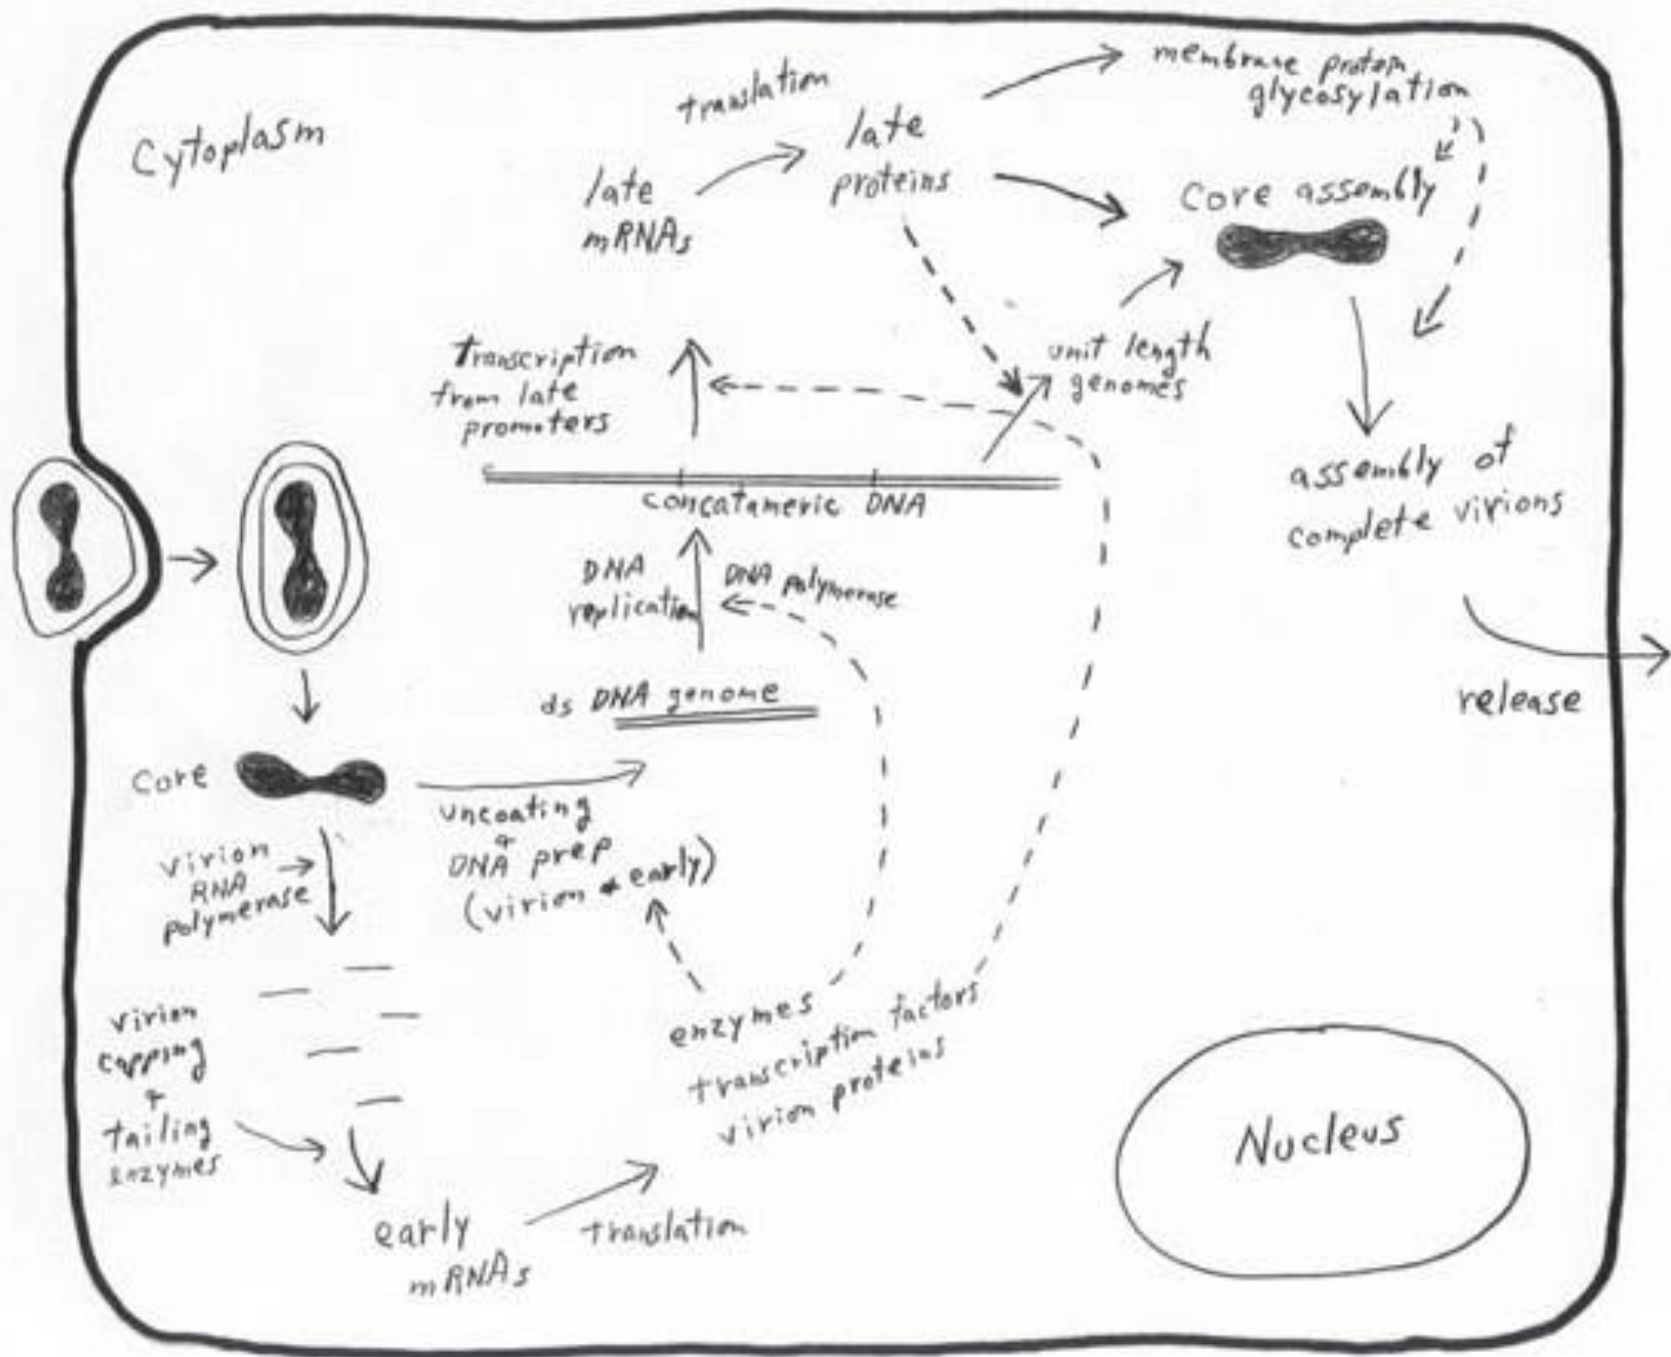 Cytoplasm
translation
late
mRNAs
late
proteins
membrane protein
glycosylation
Core assembly
Transcription
from late
promoters
unit length
genomes
concatameric DNA
assembly of
complete virions
release
DNA
replication
DNA polymerase
ds DNA genome
Core
uncoating
+
DNA prep
(virion + early)
virion
RNA
polymerase
virion
capping
+
tailing
enzymes
early
mRNAs
translation
enzymes
transcription factors
virion proteins
Nucleus